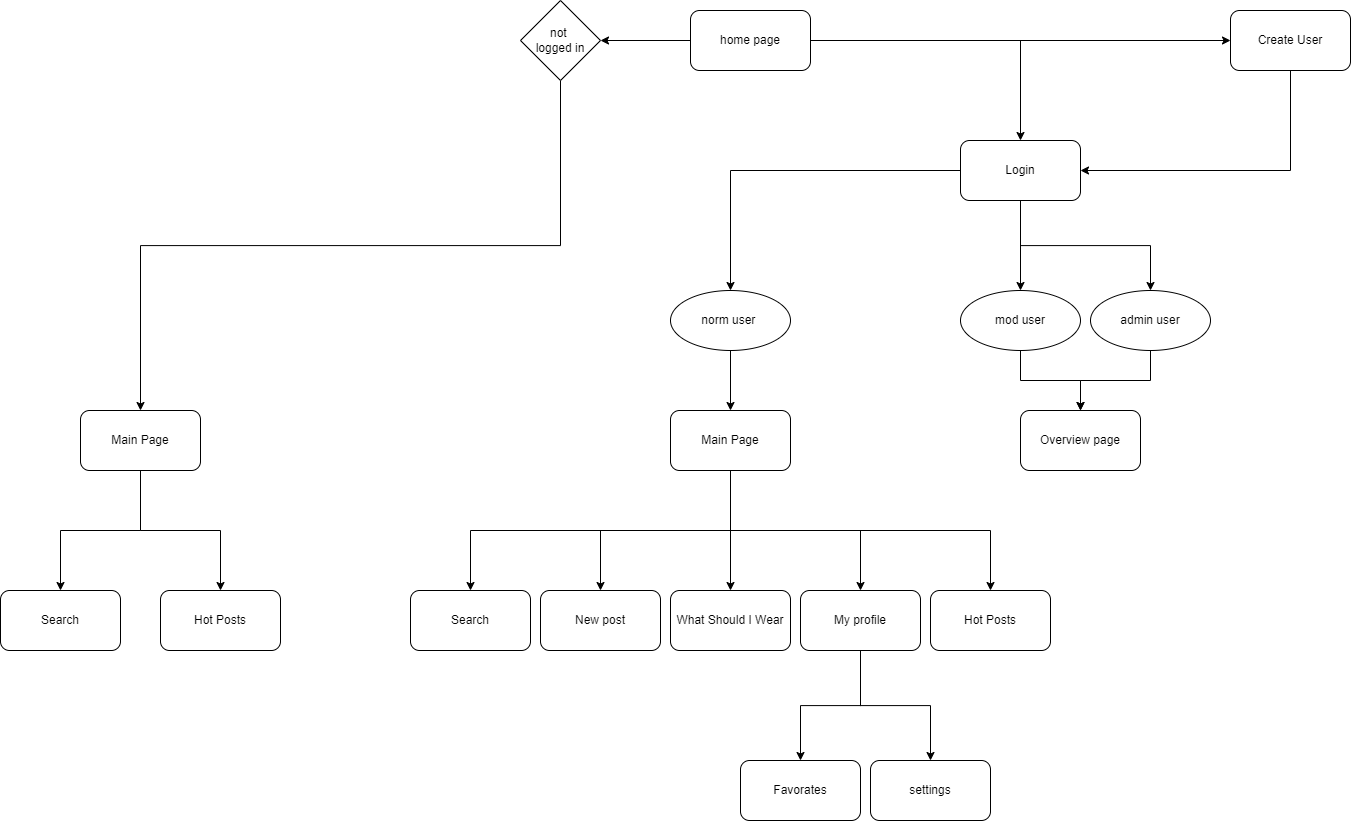 not
logged in
home page
Create User
Login
norm user
mod user
admin user
Main Page
Main Page
Overview page
Search
Hot Posts
Search
New post
What Should I Wear
My profile
Hot Posts
Favorates
settings